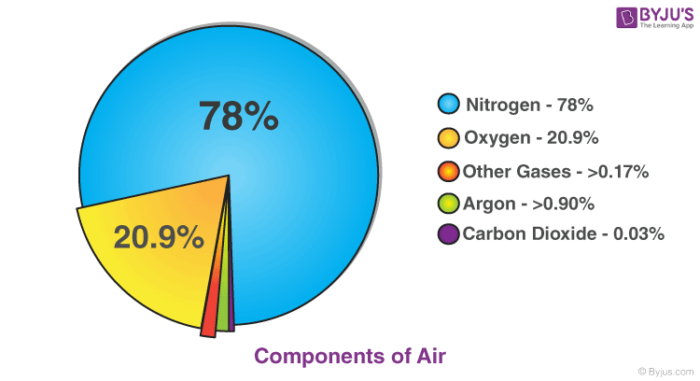 BYJU'S
The Learning App
78%
20.9%
Nitrogen - 78%
Oxygen - 20.9%
Other Gases - >0.17%
Argon - >0.90%
Carbon Dioxide - 0.03%
Components of Air
© Byjus.com